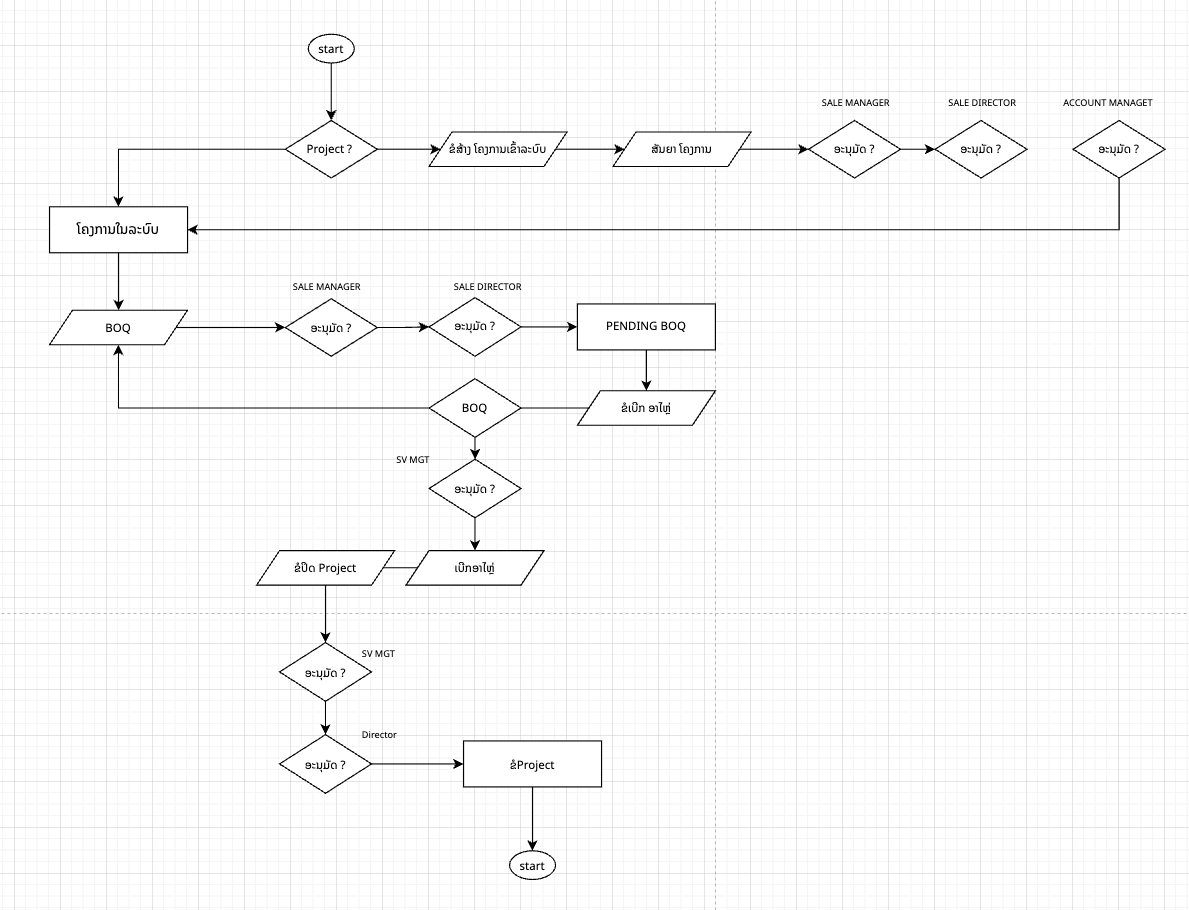 start
SALE MANAGER
SALE DIRECTOR
ACCOUNT MANAGET
Project ?
ຂໍສ້າງ ໂຄງການເຂົ້າລະບົບ
ສັນຍາ ໂຄງການ
ອະນຸມັດ ?
ອະນຸມັດ ?
ອະນຸມັດ ?
ໂຄງການໃນລະບົບ
SALE MANAGER
SALE DIRECTOR
BOQ
ອະນຸມັດ ?
ອະນຸມັດ ?
PENDING BOQ
BOQ
ຂໍເບີກ ອາໄຫຼ່
SV MGT
ອະນຸມັດ ?
ຂໍປິດ Project
ເບີກອາໄຫຼ່
SV MGT
ອະນຸມັດ ?
Director
ອະນຸມັດ ?
ຂໍProject
start